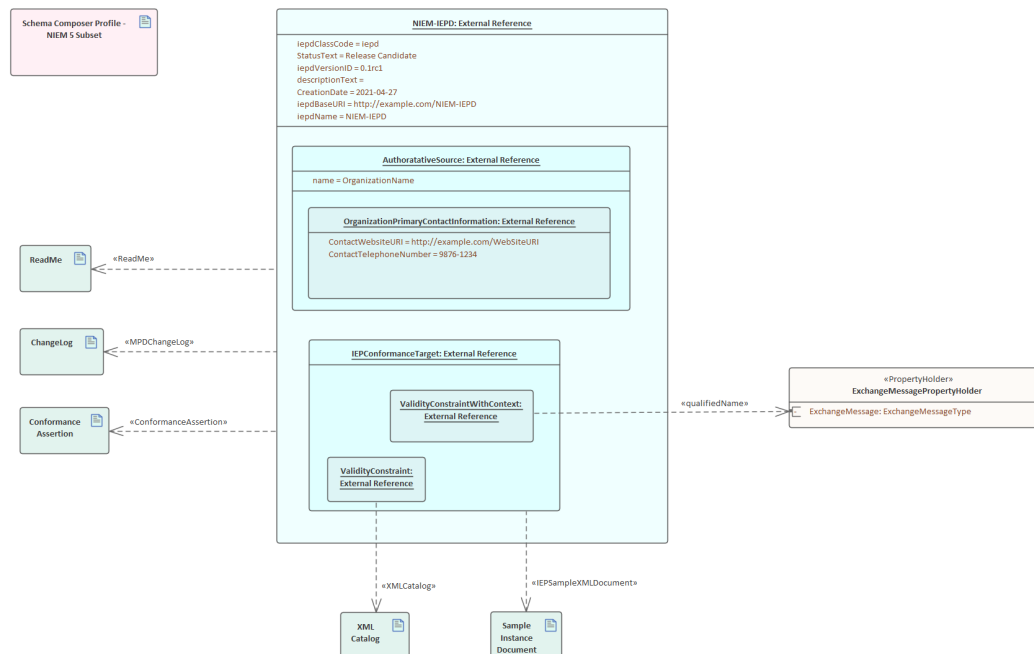 Schema Composer Profile -
NIEM 5 Subset
NIEM-IEPD: External Reference
iepdClassCode = iepd
StatusText = Release Candidate
iepdVersionID = 0.1rc1
descriptionText =
CreationDate = 2021-04-27
iepdBaseURI = http://example.com/NIEM-IEPD
iepdName = NIEM-IEPD
AuthoratativeSource: External Reference
name = OrganizationName
OrganizationPrimaryContactInformation: External Reference
ContactWebsiteURI = http://example.com/WebSiteURI
ContactTelephoneNumber = 9876-1234
ReadMe
«ReadMe»
ChangeLog
«MPDChangeLog»
Conformance
Assertion
«ConformanceAssertion»
IEPConformanceTarget: External Reference
ValidityConstraintWithContext:
External Reference
«qualifiedName»
«PropertyHolder»
ExchangeMessagePropertyHolder
ExchangeMessage: ExchangeMessageType
ValidityConstraint:
External Reference
«XMLCatalog»
«IEPSampleXMLDocument»
XML
Catalog
Sample
Instance
Document